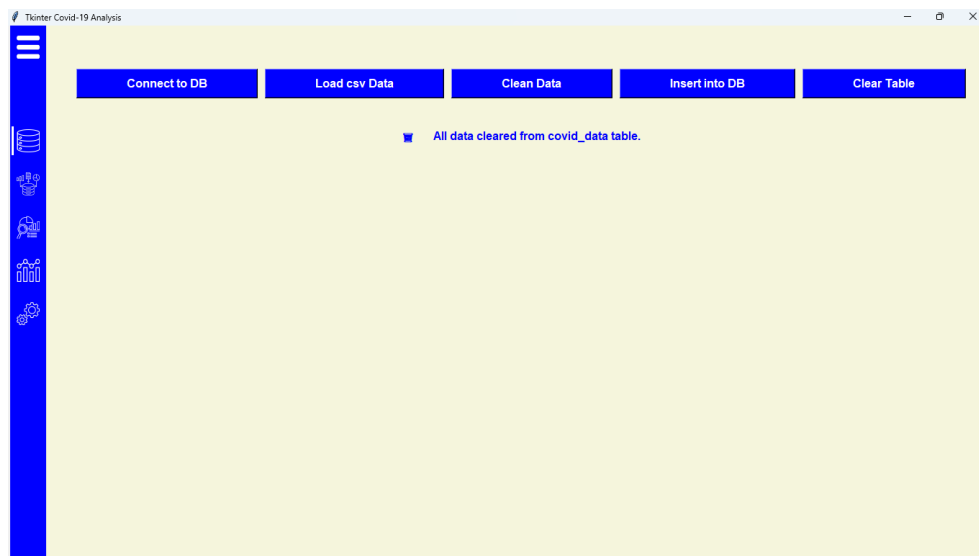 Tkinter Covid-19 Analysis
Connect to DB Load csv Data Clean Data Insert into DB Clear Table
All data cleared from covid_data table.